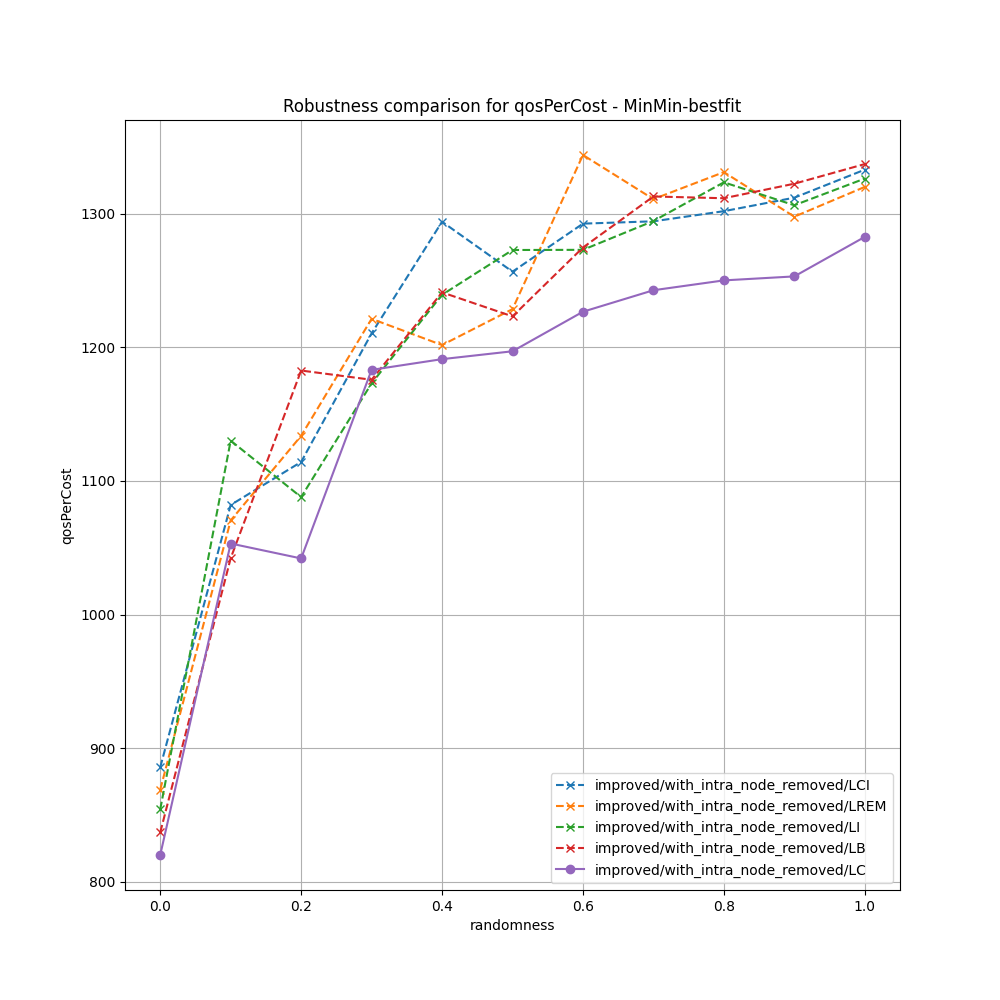 Robustness comparison for qosPerCost - MinMin-bestfit
qosPerCost
1300
1200
1100
1000
900
800
0.0 0.2 0.4 0.6 0.8 1.0
randomness
improved/with_intra_node_removed/LCI
improved/with_intra_node_removed/LREM
improved/with_intra_node_removed/LI
improved/with_intra_node_removed/LB
improved/with_intra_node_removed/LC